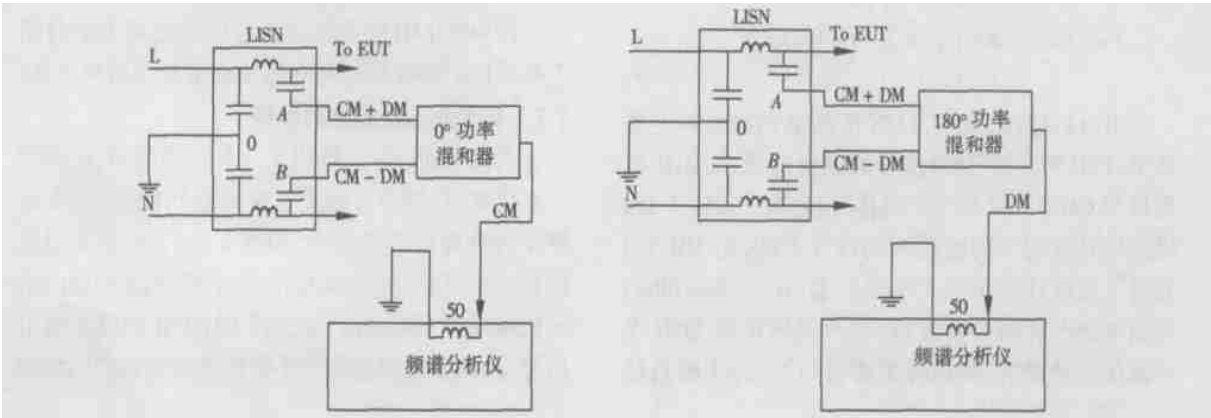 LISN
L
To EUT
A
CM + DM
0
0° 功率
混和器
B
CM − DM
N
CM
50
频谱分析仪
LISN
L
To EUT
A
CM + DM
0
180° 功率
混和器
B
CM − DM
N
DM
50
频谱分析仪